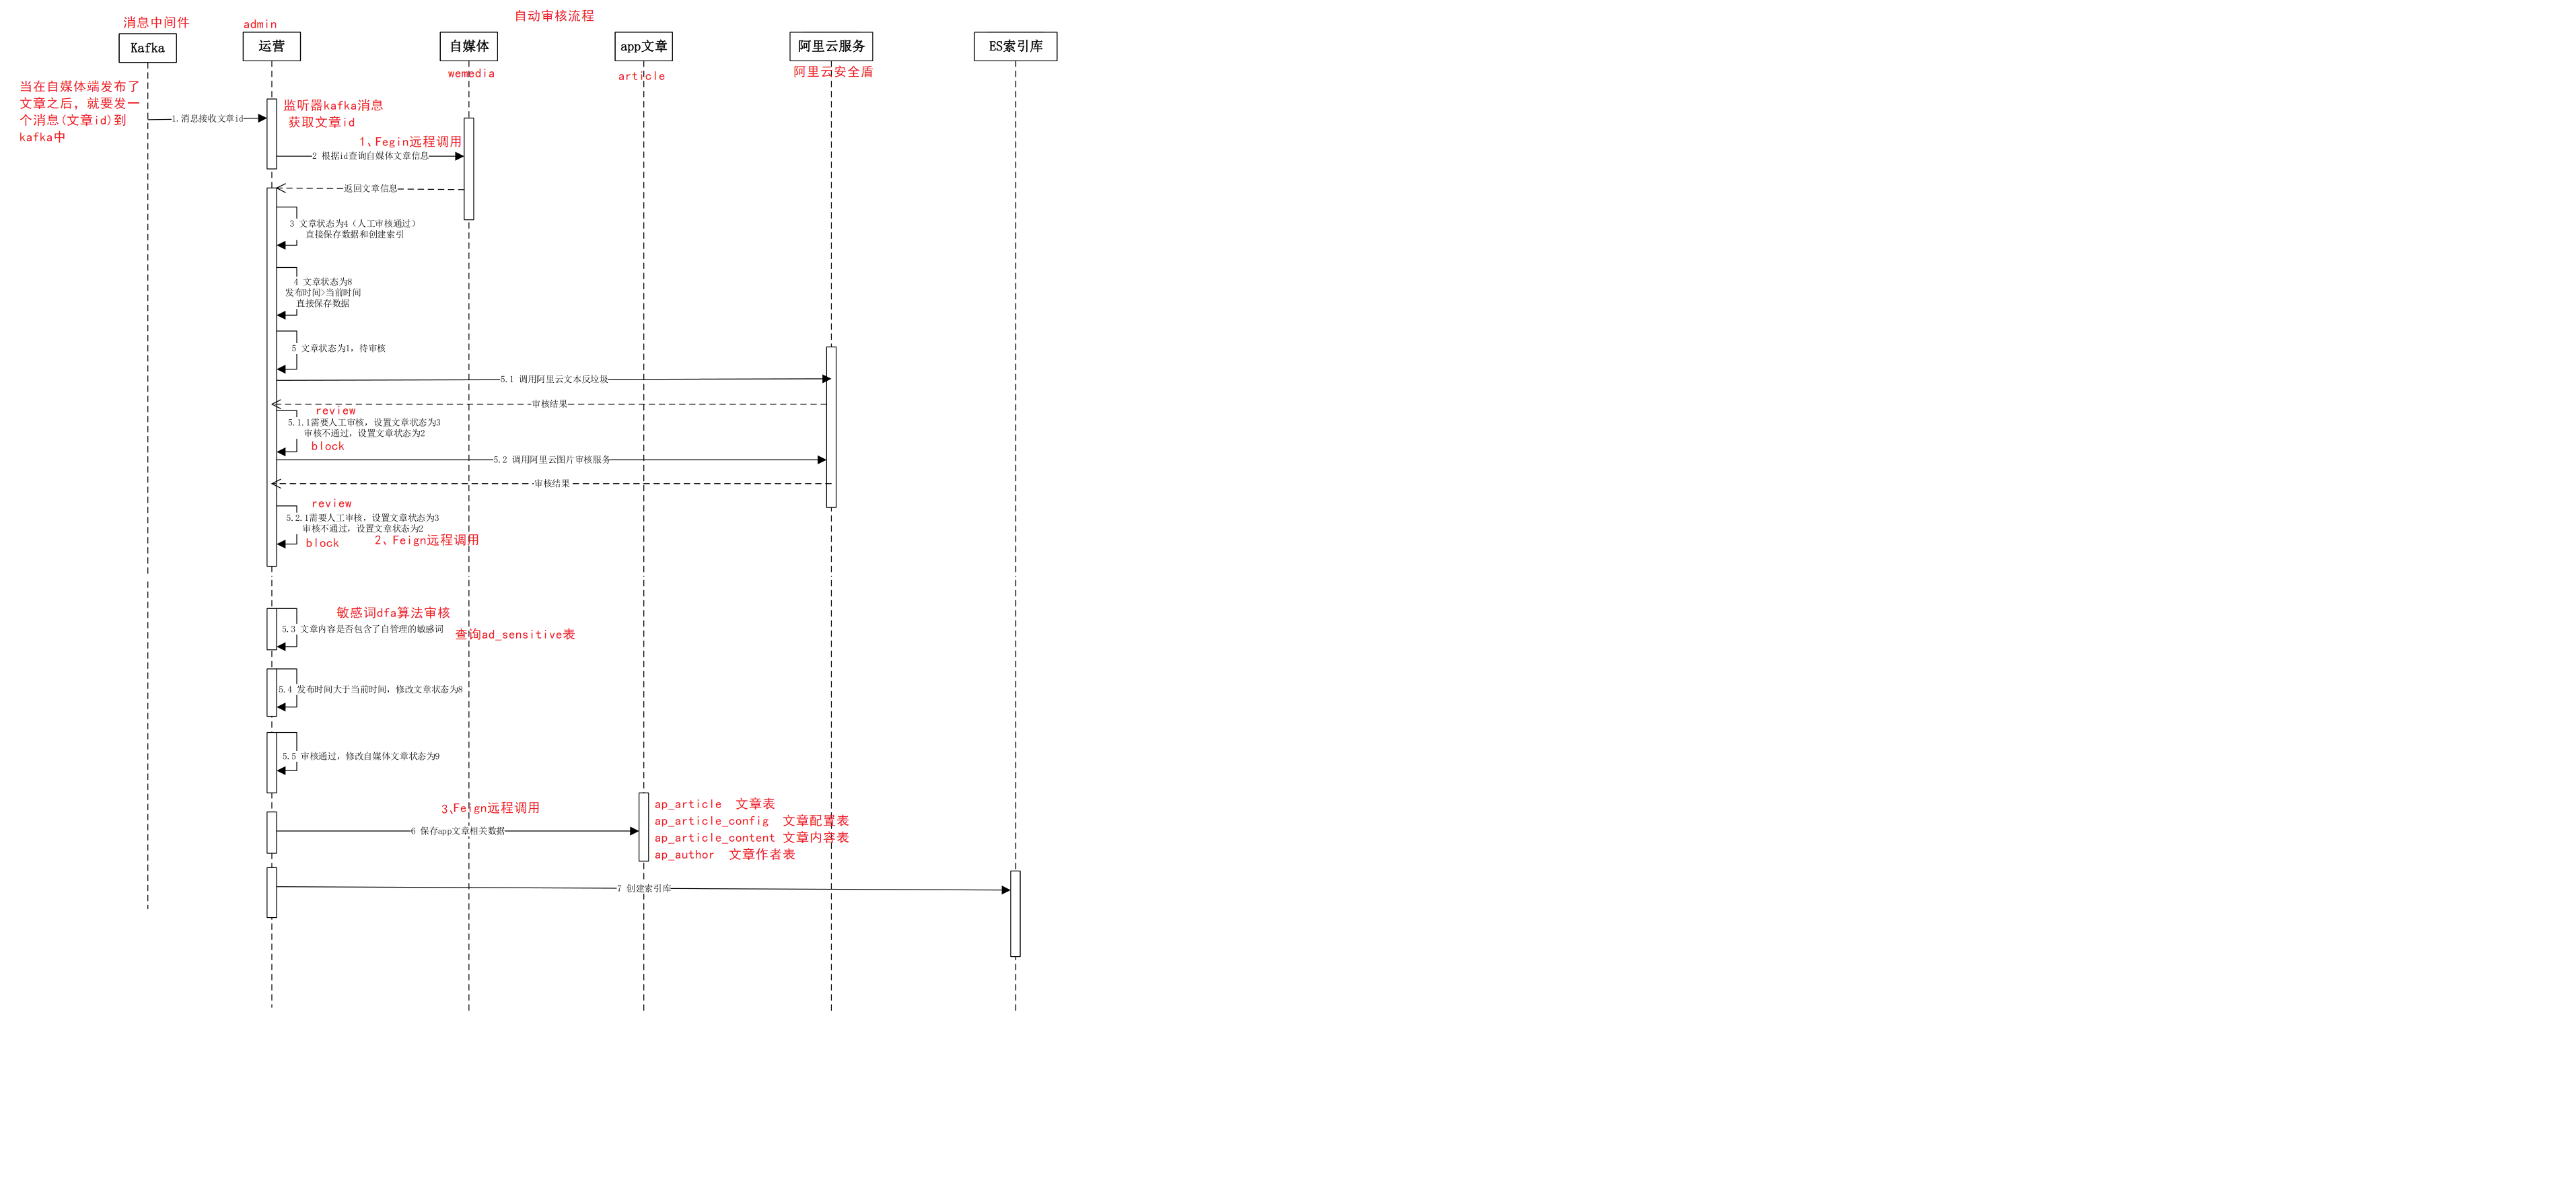 自动审核流程
消息中间件
admin
Kafka
运营
自媒体
app文章
阿里云服务
ES索引库
wemedia
article
阿里云安全盾
当在自媒体端发布了
文章之后，就要发一
个消息(文章id)到
kafka中
监听器kafka消息
获取文章id
1.消息接收文章id
1、Fegin远程调用
2 根据id查询自媒体文章信息
返回文章信息
3 文章状态为4（人工审核通过）
直接保存数据和创建索引
4 文章状态为8
发布时间>当前时间
直接保存数据
5 文章状态为1，待审核
5.1 调用阿里云文本反垃圾
审核结果
review
5.1.1需要人工审核，设置文章状态为3
审核不通过，设置文章状态为2
block
5.2 调用阿里云图片审核服务
审核结果
review
5.2.1需要人工审核，设置文章状态为3
审核不通过，设置文章状态为2
block
2、Feign远程调用
敏感词dfa算法审核
5.3 文章内容是否包含了自管理的敏感词
查询ad_sensitive表
5.4 发布时间大于当前时间，修改文章状态为8
5.5 审核通过，修改自媒体文章状态为9
3、Feign远程调用
6 保存app文章相关数据
ap_article 文章表
ap_article_config 文章配置表
ap_article_content 文章内容表
ap_author 文章作者表
7 创建索引库